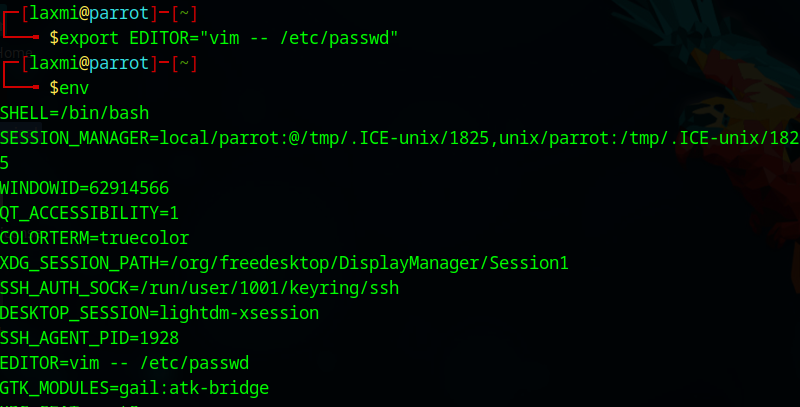 ┌─[laxmi@parrot]─[~]
└──╼ $export EDITOR="vim -- /etc/passwd"
┌─[laxmi@parrot]─[~]
└──╼ $env
SHELL=/bin/bash
SESSION_MANAGER=local/parrot:@/tmp/.ICE-unix/1825,unix/parrot:/tmp/.ICE-unix/182
5
WINDOWID=62914566
QT_ACCESSIBILITY=1
COLORTERM=truecolor
XDG_SESSION_PATH=/org/freedesktop/DisplayManager/Session1
SSH_AUTH_SOCK=/run/user/1001/keyring/ssh
DESKTOP_SESSION=lightdm-xsession
SSH_AGENT_PID=1928
EDITOR=vim -- /etc/passwd
GTK_MODULES=gail:atk-bridge